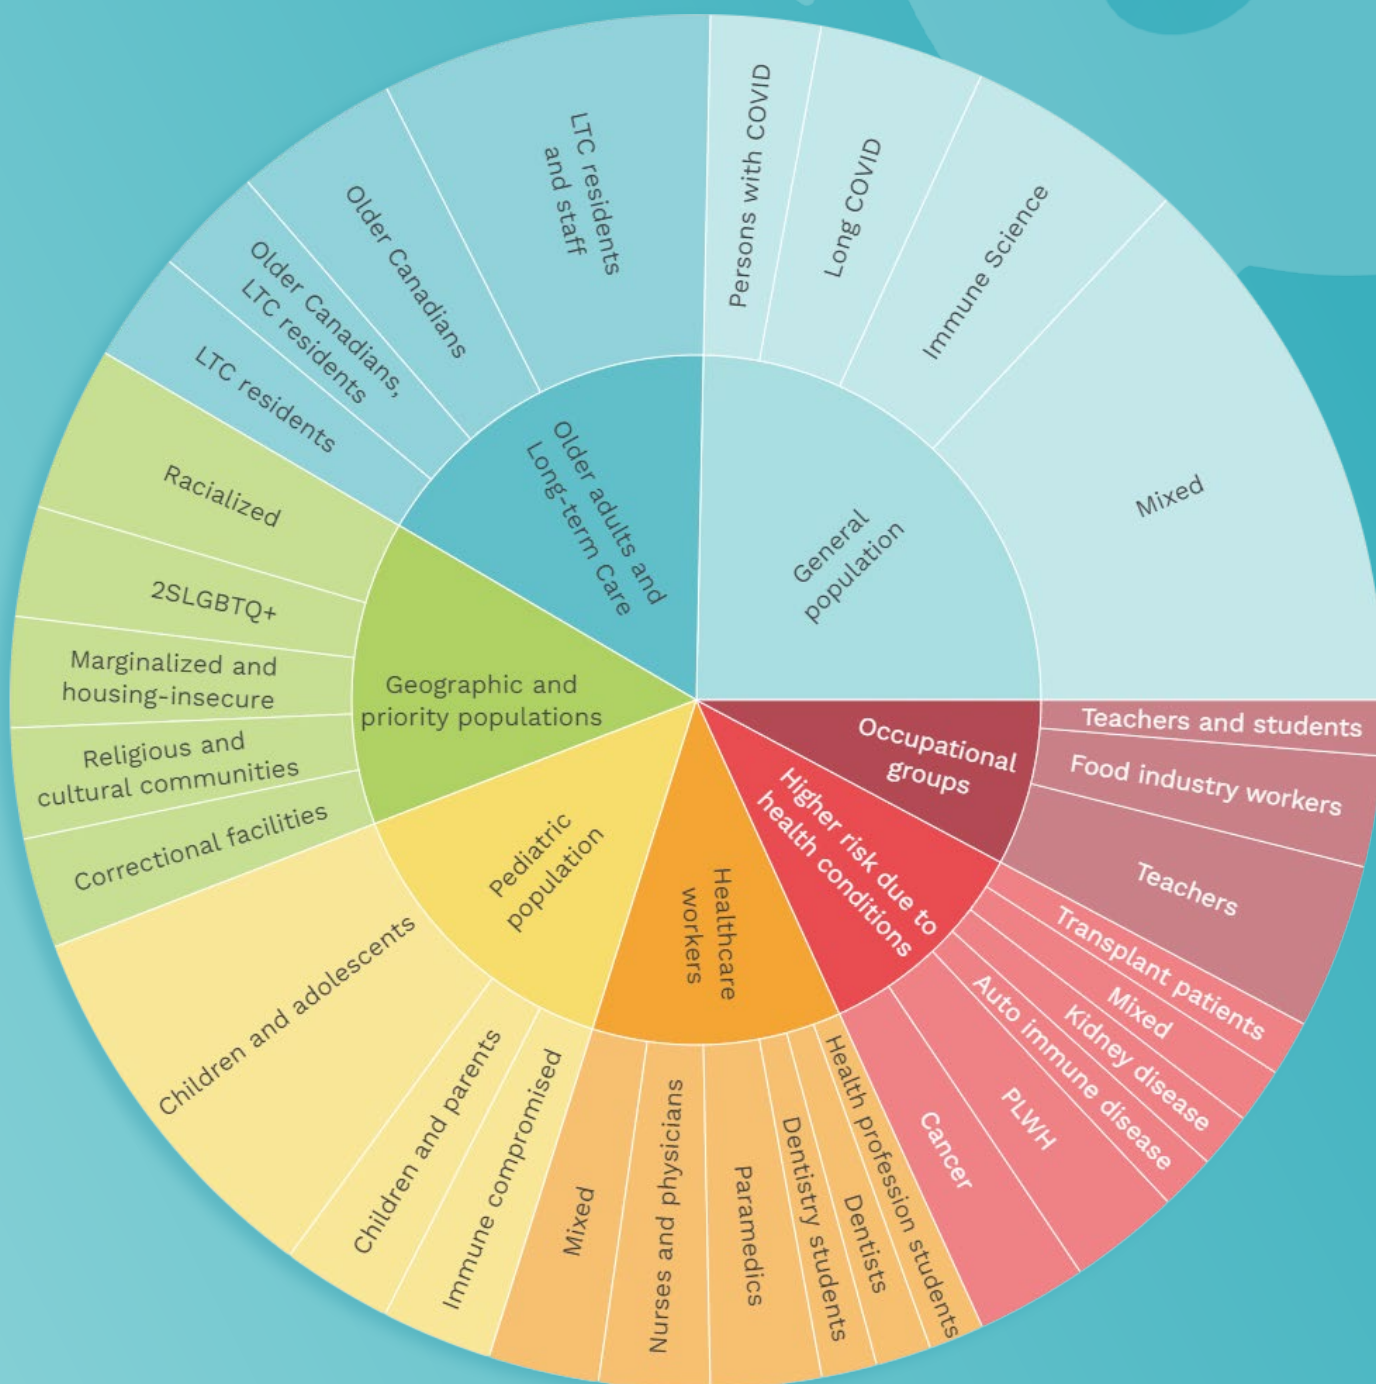 Persons with COVID
Long COVID
Immune Science
Mixed
General
population
Teachers and students
Food industry workers
Teachers
Occupational
groups
Transplant patients
Mixed
Kidney disease
Auto immune disease
PLWH
Cancer
Higher risk due to
health conditions
Health profession students
Dentists
Dentistry students
Paramedics
Nurses and physicians
Mixed
Healthcare
workers
Immune compromised
Children and parents
Children and adolescents
Pediatric
population
Correctional facilities
Religious and
cultural communities
Marginalized and
housing-insecure
2SLGBTQ+
Racialized
Geographic and
priority populations
LTC residents
Older Canadians,
LTC residents
Older Canadians
LTC residents
and staff
Older adults and
Long-term Care